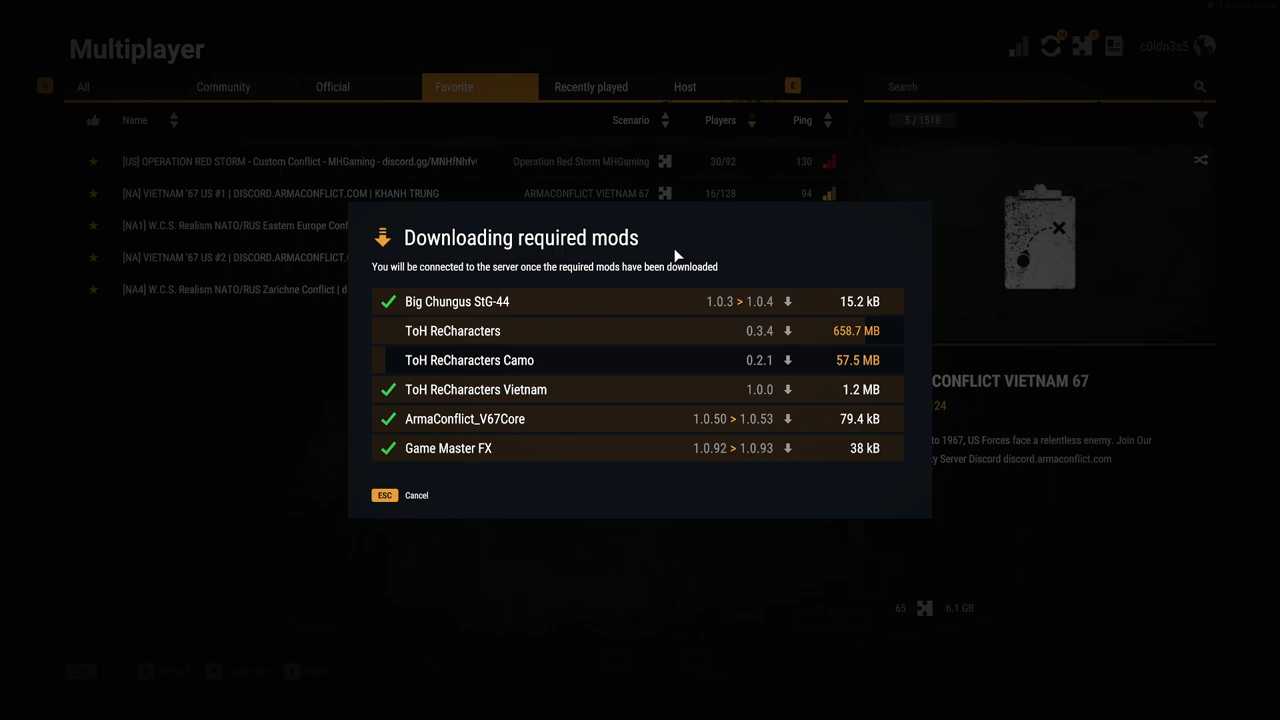 Multiplayer
c0ldn3s5
Q All Community Official Favorite Recently played Host E
Search
Name Scenario Players Ping
5 / 1518
[US] OPERATION RED STORM - Custom Conflict - MHGaming - discord.gg/MNHfNhfv Operation Red Storm MHGaming 30/92 130
[NA] VIETNAM '67 US #1 | DISCORD.ARMACONFLICT.COM | KHANH TRUNG ARMACONFLICT VIETNAM 67 16/128 94
[NA1] W.C.S. Realism NATO/RUS Eastern Europe Conf
[NA] VIETNAM '67 US #2 | DISCORD.ARMACONFLICT.
[NA4] W.C.S. Realism NATO/RUS Zarichne Conflict | d
Downloading required mods
You will be connected to the server once the required mods have been downloaded
Big Chungus StG-44 1.0.3 > 1.0.4 15.2 kB
ToH ReCharacters 0.3.4 658.7 MB
ToH ReCharacters Camo 0.2.1 57.5 MB
ToH ReCharacters Vietnam 1.0.0 1.2 MB
ArmaConflict_V67Core 1.0.50 > 1.0.53 79.4 kB
Game Master FX 1.0.92 > 1.0.93 38 kB
ESC Cancel
CONFLICT VIETNAM 67
24
to 1967, US Forces face a relentless enemy. Join Our
y Server Discord discord.armaconflict.com
65 6.1 GB